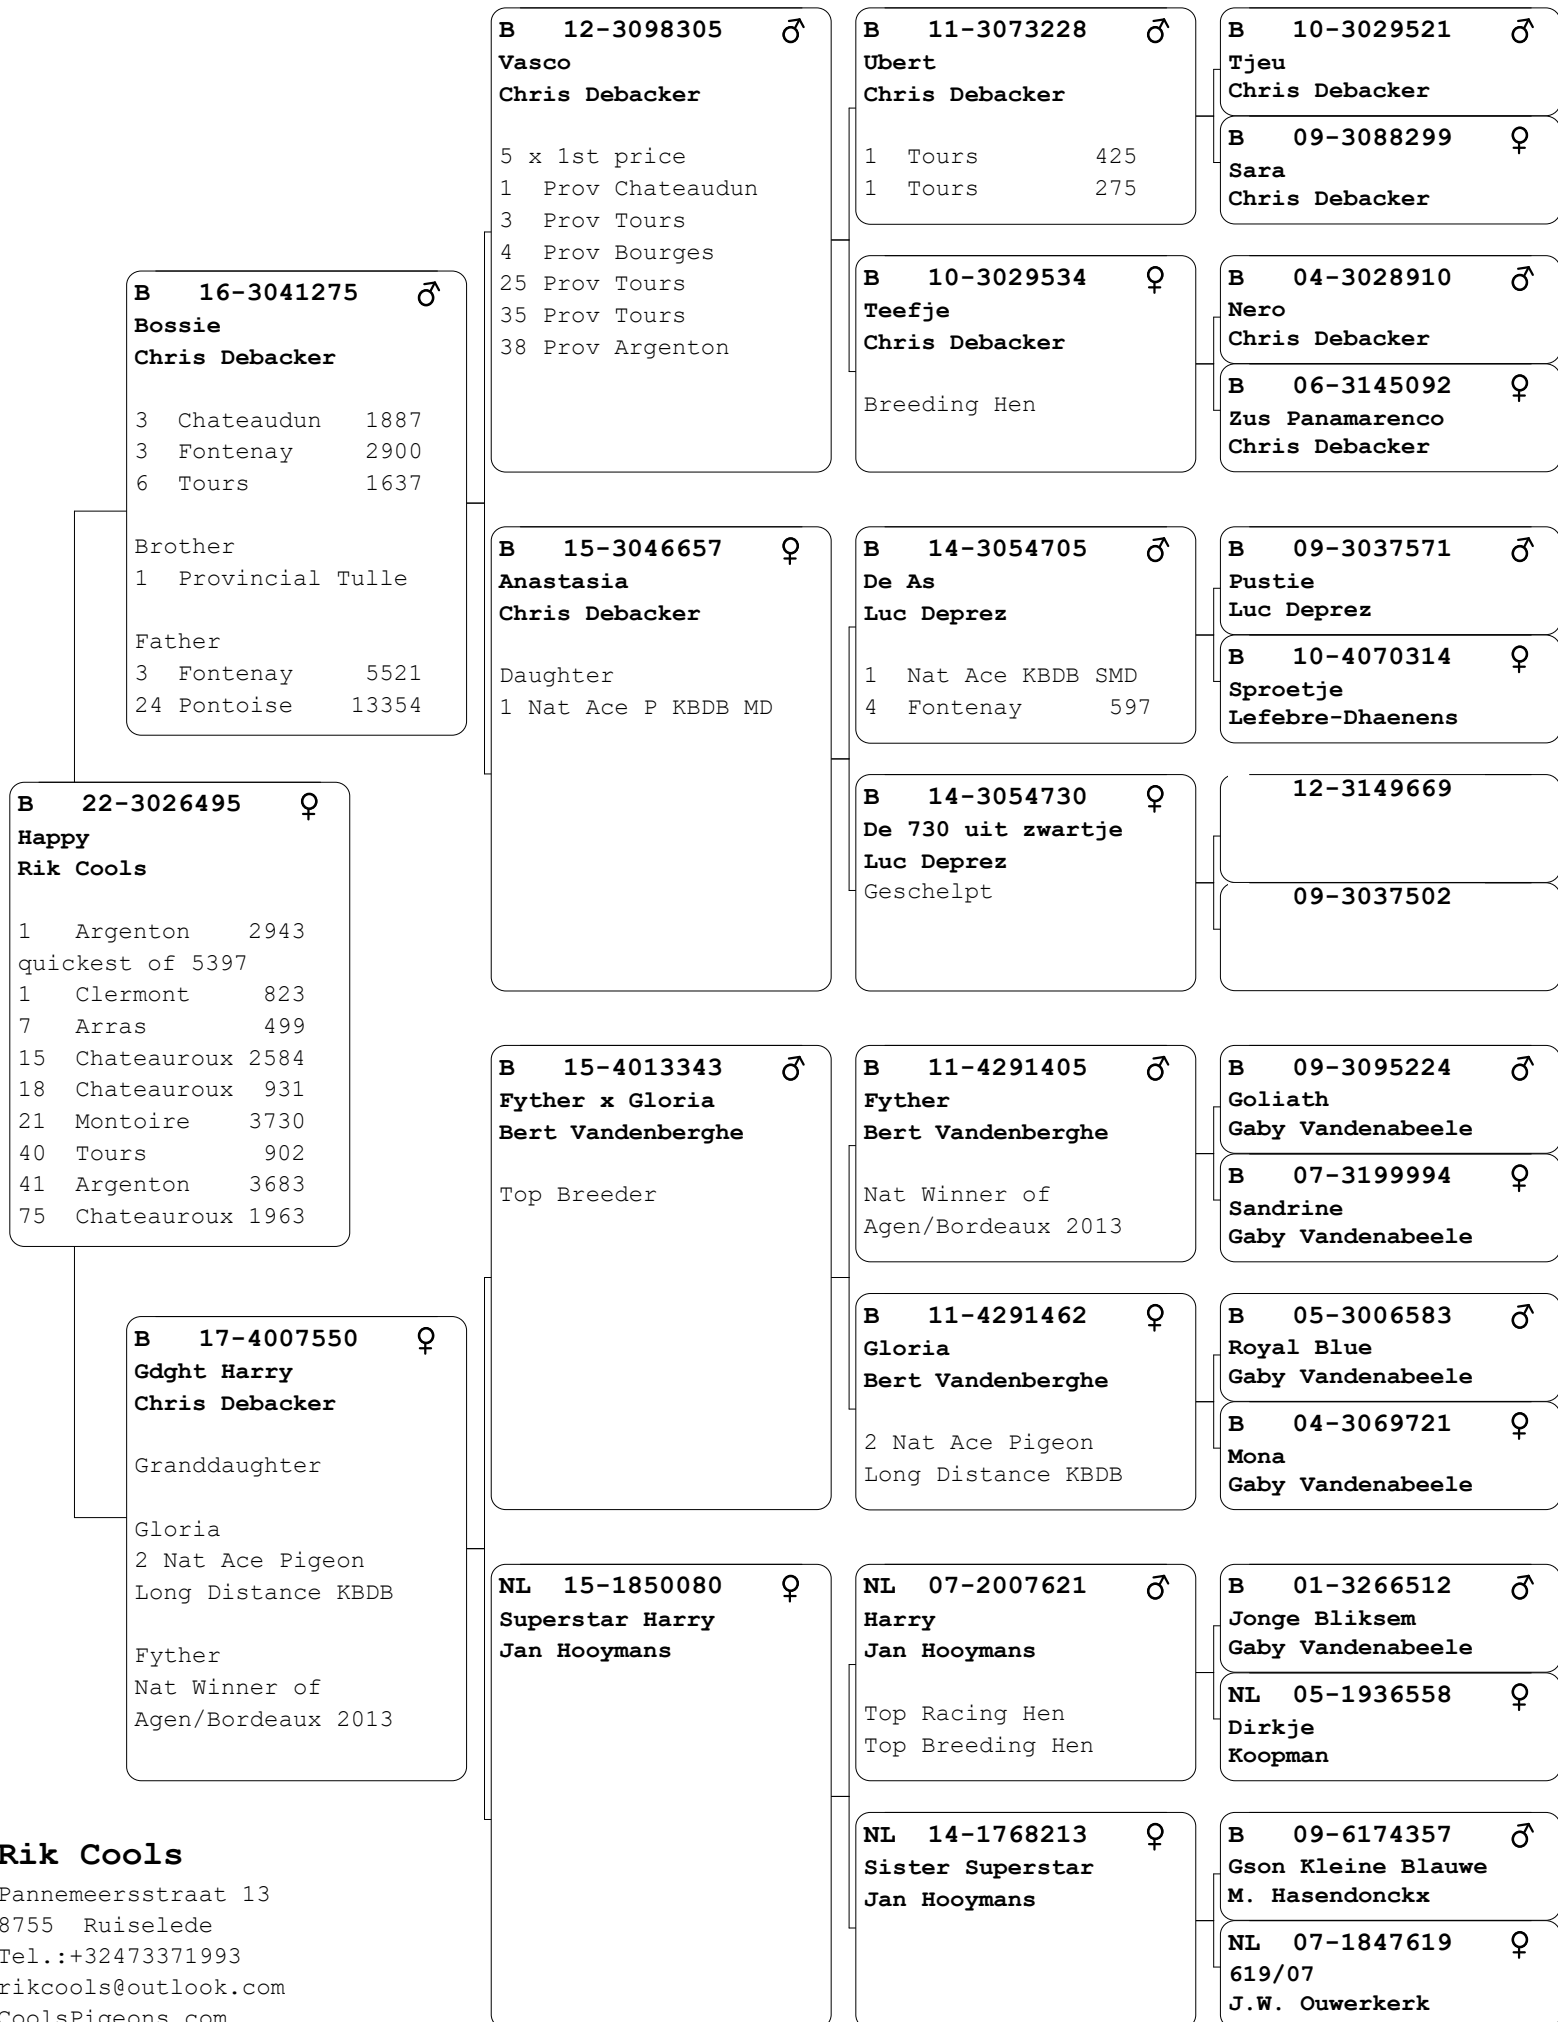 B 12-3098305 ♂
Vasco
Chris Debacker
5 x 1st price
1 Prov Chateaudun
3 Prov Tours
4 Prov Bourges
25 Prov Tours
35 Prov Tours
38 Prov Argenton
B 11-3073228 ♂
Ubert
Chris Debacker
1 Tours 425
1 Tours 275
B 10-3029521 ♂
Tjeu
Chris Debacker
B 09-3088299 ♀
Sara
Chris Debacker
B 10-3029534 ♀
Teefje
Chris Debacker
Breeding Hen
B 04-3028910 ♂
Nero
Chris Debacker
B 06-3145092 ♀
Zus Panamarenco
Chris Debacker
B 16-3041275 ♂
Bossie
Chris Debacker
3 Chateaudun 1887
3 Fontenay 2900
6 Tours 1637
Brother
1 Provincial Tulle
Father
3 Fontenay 5521
24 Pontoise 13354
B 15-3046657 ♀
Anastasia
Chris Debacker
Daughter
1 Nat Ace P KBDB MD
B 14-3054705 ♂
De As
Luc Deprez
1 Nat Ace KBDB SMD
4 Fontenay 597
B 09-3037571 ♂
Pustie
Luc Deprez
B 10-4070314 ♀
Sproetje
Lefebre-Dhaenens
B 14-3054730 ♀
De 730 uit zwartje
Luc Deprez
Geschelpt
12-3149669
09-3037502
B 22-3026495 ♀
Happy
Rik Cools
1 Argenton 2943
quickest of 5397
1 Clermont 823
7 Arras 499
15 Chateauroux 2584
18 Chateauroux 931
21 Montoire 3730
40 Tours 902
41 Argenton 3683
75 Chateauroux 1963
B 15-4013343 ♂
Fyther x Gloria
Bert Vandenberghe
Top Breeder
B 11-4291405 ♂
Fyther
Bert Vandenberghe
Nat Winner of
Agen/Bordeaux 2013
B 09-3095224 ♂
Goliath
Gaby Vandenabeele
B 07-3199994 ♀
Sandrine
Gaby Vandenabeele
B 11-4291462 ♀
Gloria
Bert Vandenberghe
2 Nat Ace Pigeon
Long Distance KBDB
B 05-3006583 ♂
Royal Blue
Gaby Vandenabeele
B 04-3069721 ♀
Mona
Gaby Vandenabeele
B 17-4007550 ♀
Gdght Harry
Chris Debacker
Granddaughter
Gloria
2 Nat Ace Pigeon
Long Distance KBDB
Fyther
Nat Winner of
Agen/Bordeaux 2013
NL 15-1850080 ♀
Superstar Harry
Jan Hooymans
NL 07-2007621 ♂
Harry
Jan Hooymans
Top Racing Hen
Top Breeding Hen
B 01-3266512 ♂
Jonge Bliksem
Gaby Vandenabeele
NL 05-1936558 ♀
Dirkje
Koopman
NL 14-1768213 ♀
Sister Superstar
Jan Hooymans
B 09-6174357 ♂
Gson Kleine Blauwe
M. Hasendonckx
NL 07-1847619 ♀
619/07
J.W. Ouwerkerk
Rik Cools
Pannemeersstraat 13
8755 Ruiselede
Tel.:+32473371993
rikcools@outlook.com
CoolsPigeons.com